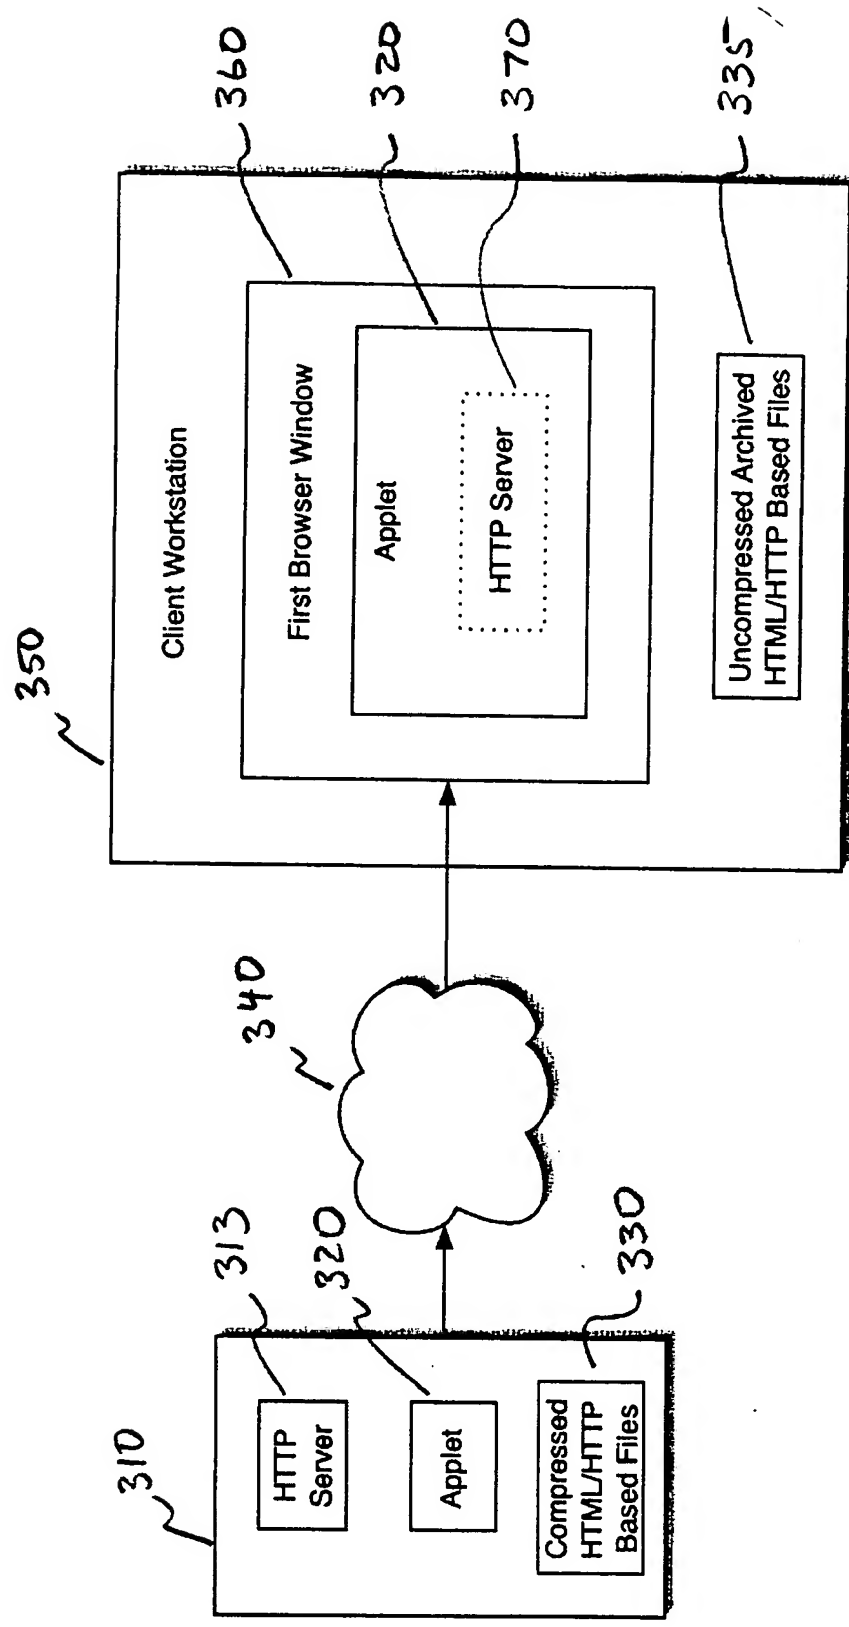 310
HTTP
Server
313
Applet
320
Compressed
HTML/HTTP
Based Files
330
340
350
Client Workstation
First Browser Window
360
Applet
320
HTTP Server
370
Uncompressed Archived
HTML/HTTP Based Files
335